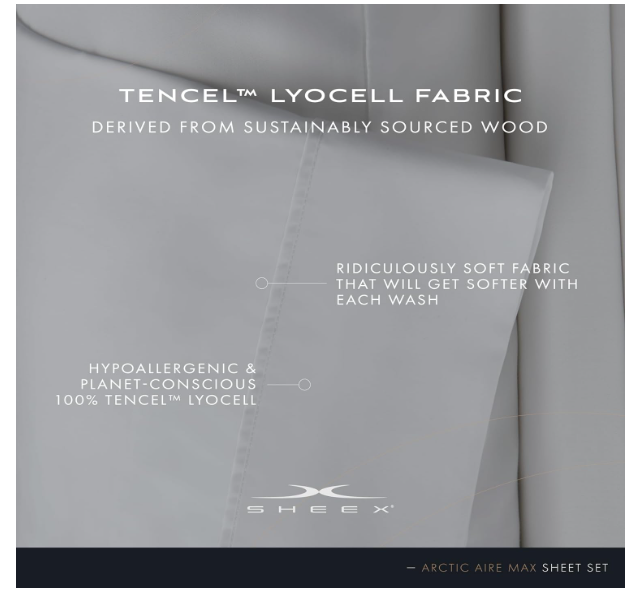 TENCEL™ LYOCELL FABRIC
DERIVED FROM SUSTAINABLY SOURCED WOOD
RIDICULOUSLY SOFT FABRIC
THAT WILL GET SOFTER WITH
EACH WASH
HYPOALLERGENIC &
PLANET-CONSCIOUS
100% TENCEL™ LYOCELL
SHEEX®
— ARCTIC AIRE MAX SHEET SET